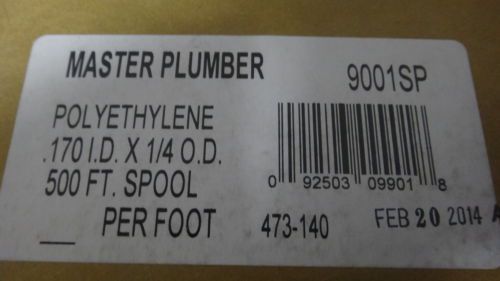 MASTER PLUMBER
9001SP
POLYETHYLENE
.170 I.D. X 1/4 O.D.
500 FT. SPOOL
PER FOOT
0 92503 09901 8
473-140
FEB 20 2014 A